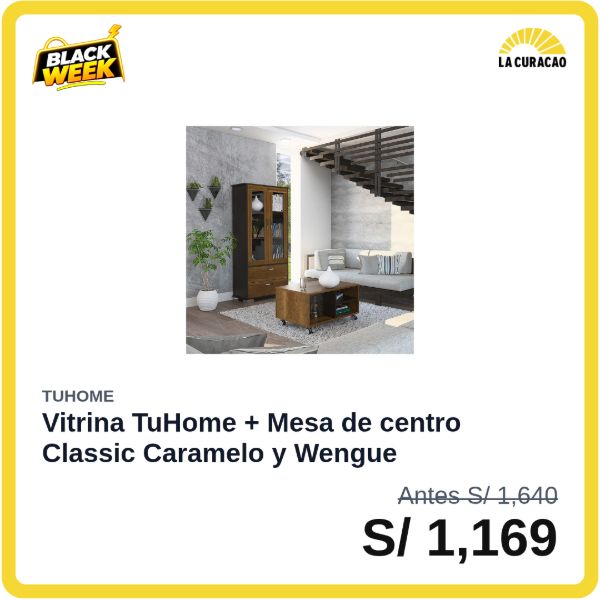 BLACK
WEEK
LA CURACAO
TUHOME
Vitrina TuHome + Mesa de centro
Classic Caramelo y Wengue
Antes S/ 1,640
S/ 1,169